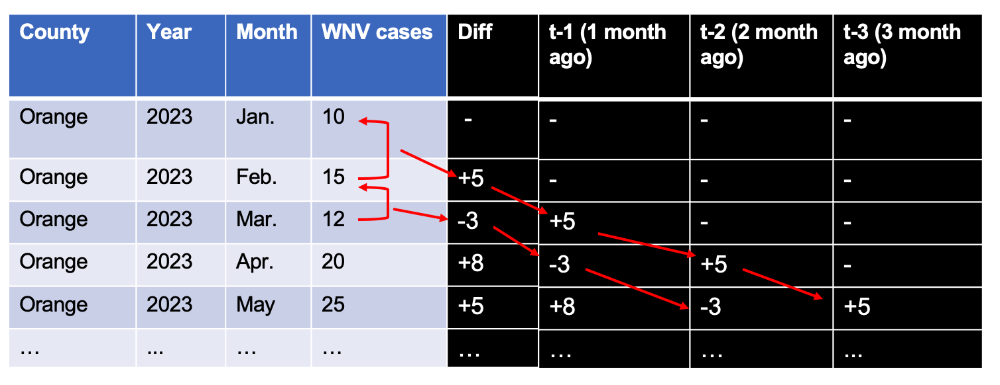 County Year Month WNV cases Diff t-1 (1 month ago) t-2 (2 month ago) t-3 (3 month ago)
Orange 2023 Jan. 10 - - - -
Orange 2023 Feb. 15 +5 - - -
Orange 2023 Mar. 12 -3 +5 - -
Orange 2023 Apr. 20 +8 -3 +5 -
Orange 2023 May 25 +5 +8 -3 +5
… ... … … … … … ...